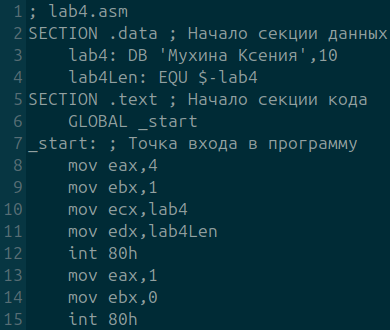 1 ; lab4.asm
2 SECTION .data ; Начало секции данных
3 lab4: DB 'Мухина Ксения',10
4 lab4Len: EQU $-lab4
5 SECTION .text ; Начало секции кода
6 GLOBAL _start
7 _start: ; Точка входа в программу
8 mov eax,4
9 mov ebx,1
10 mov ecx,lab4
11 mov edx,lab4Len
12 int 80h
13 mov eax,1
14 mov ebx,0
15 int 80h